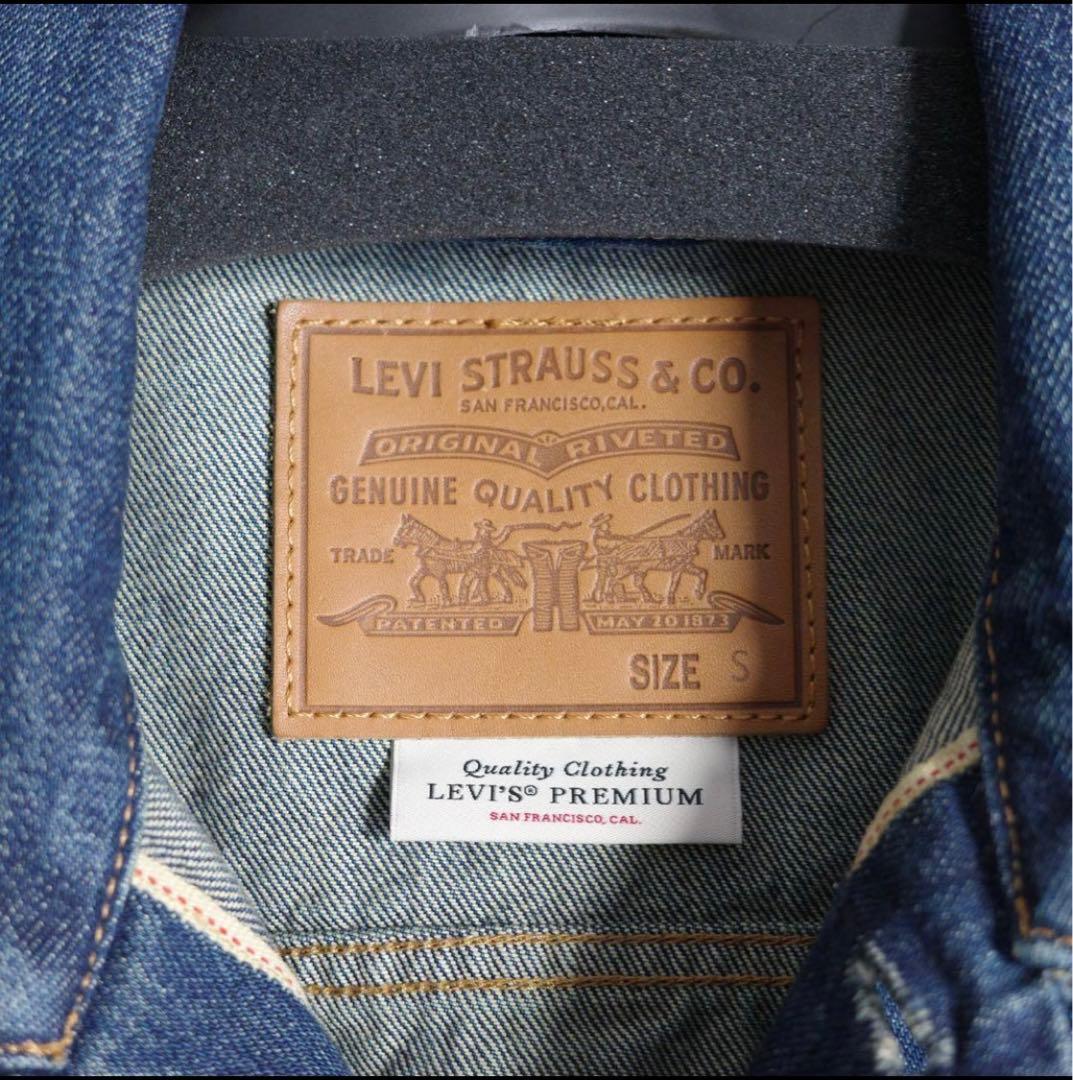 LEVI STRAUSS & CO.
SAN FRANCISCO, CAL.
ORIGINAL RIVETED
GENUINE QUALITY CLOTHING
TRADE MARK
PATENTED MAY 20 1873
SIZE S
Quality Clothing
LEVI'S® PREMIUM
SAN FRANCISCO, CAL.